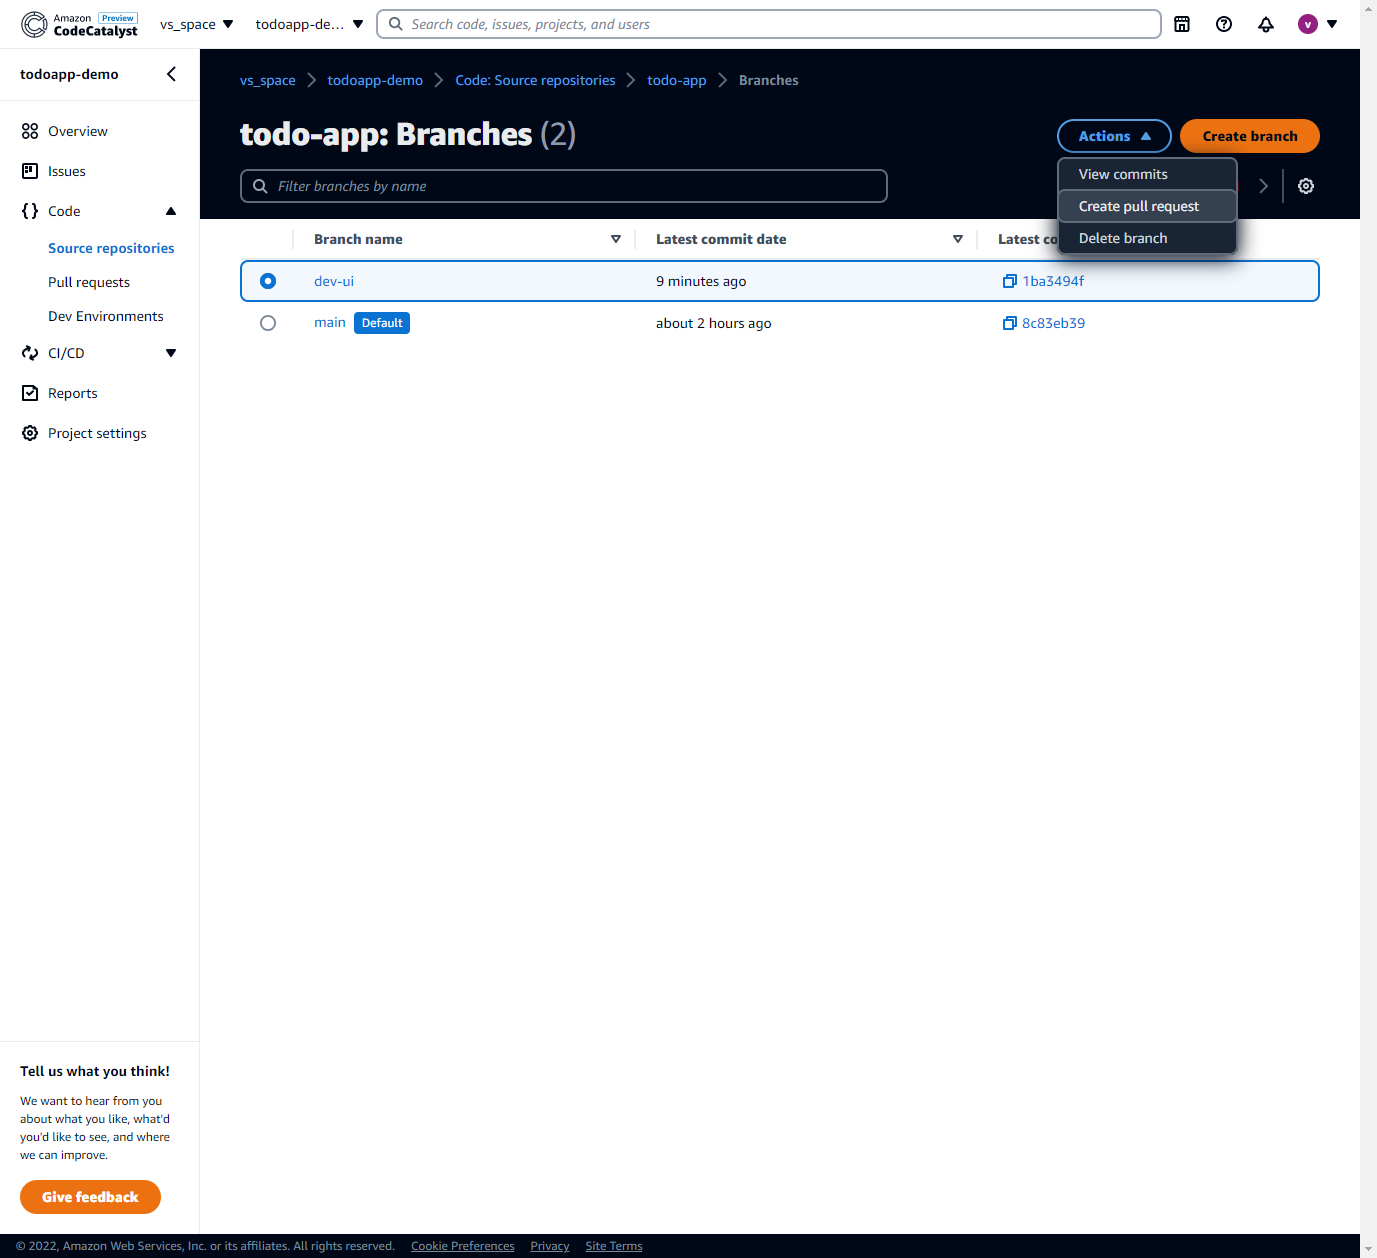 Amazon Preview
CodeCatalyst
vs_space
todoapp-de...
Search code, issues, projects, and users
v
todoapp-demo
Overview
Issues
Code
Source repositories
Pull requests
Dev Environments
CI/CD
Reports
Project settings
Tell us what you think!
We want to hear from you
about what you like, what'd
you'd like to see, and where
we can improve.
Give feedback
vs_space
todoapp-demo
Code: Source repositories
todo-app
Branches
todo-app: Branches (2)
Actions
Create branch
View commits
Create pull request
Delete branch
Filter branches by name
Branch name
Latest commit date
Latest co
dev-ui
9 minutes ago
1ba3494f
main Default
about 2 hours ago
8c83eb39
© 2022, Amazon Web Services, Inc. or its affiliates. All rights reserved.
Cookie Preferences
Privacy
Site Terms